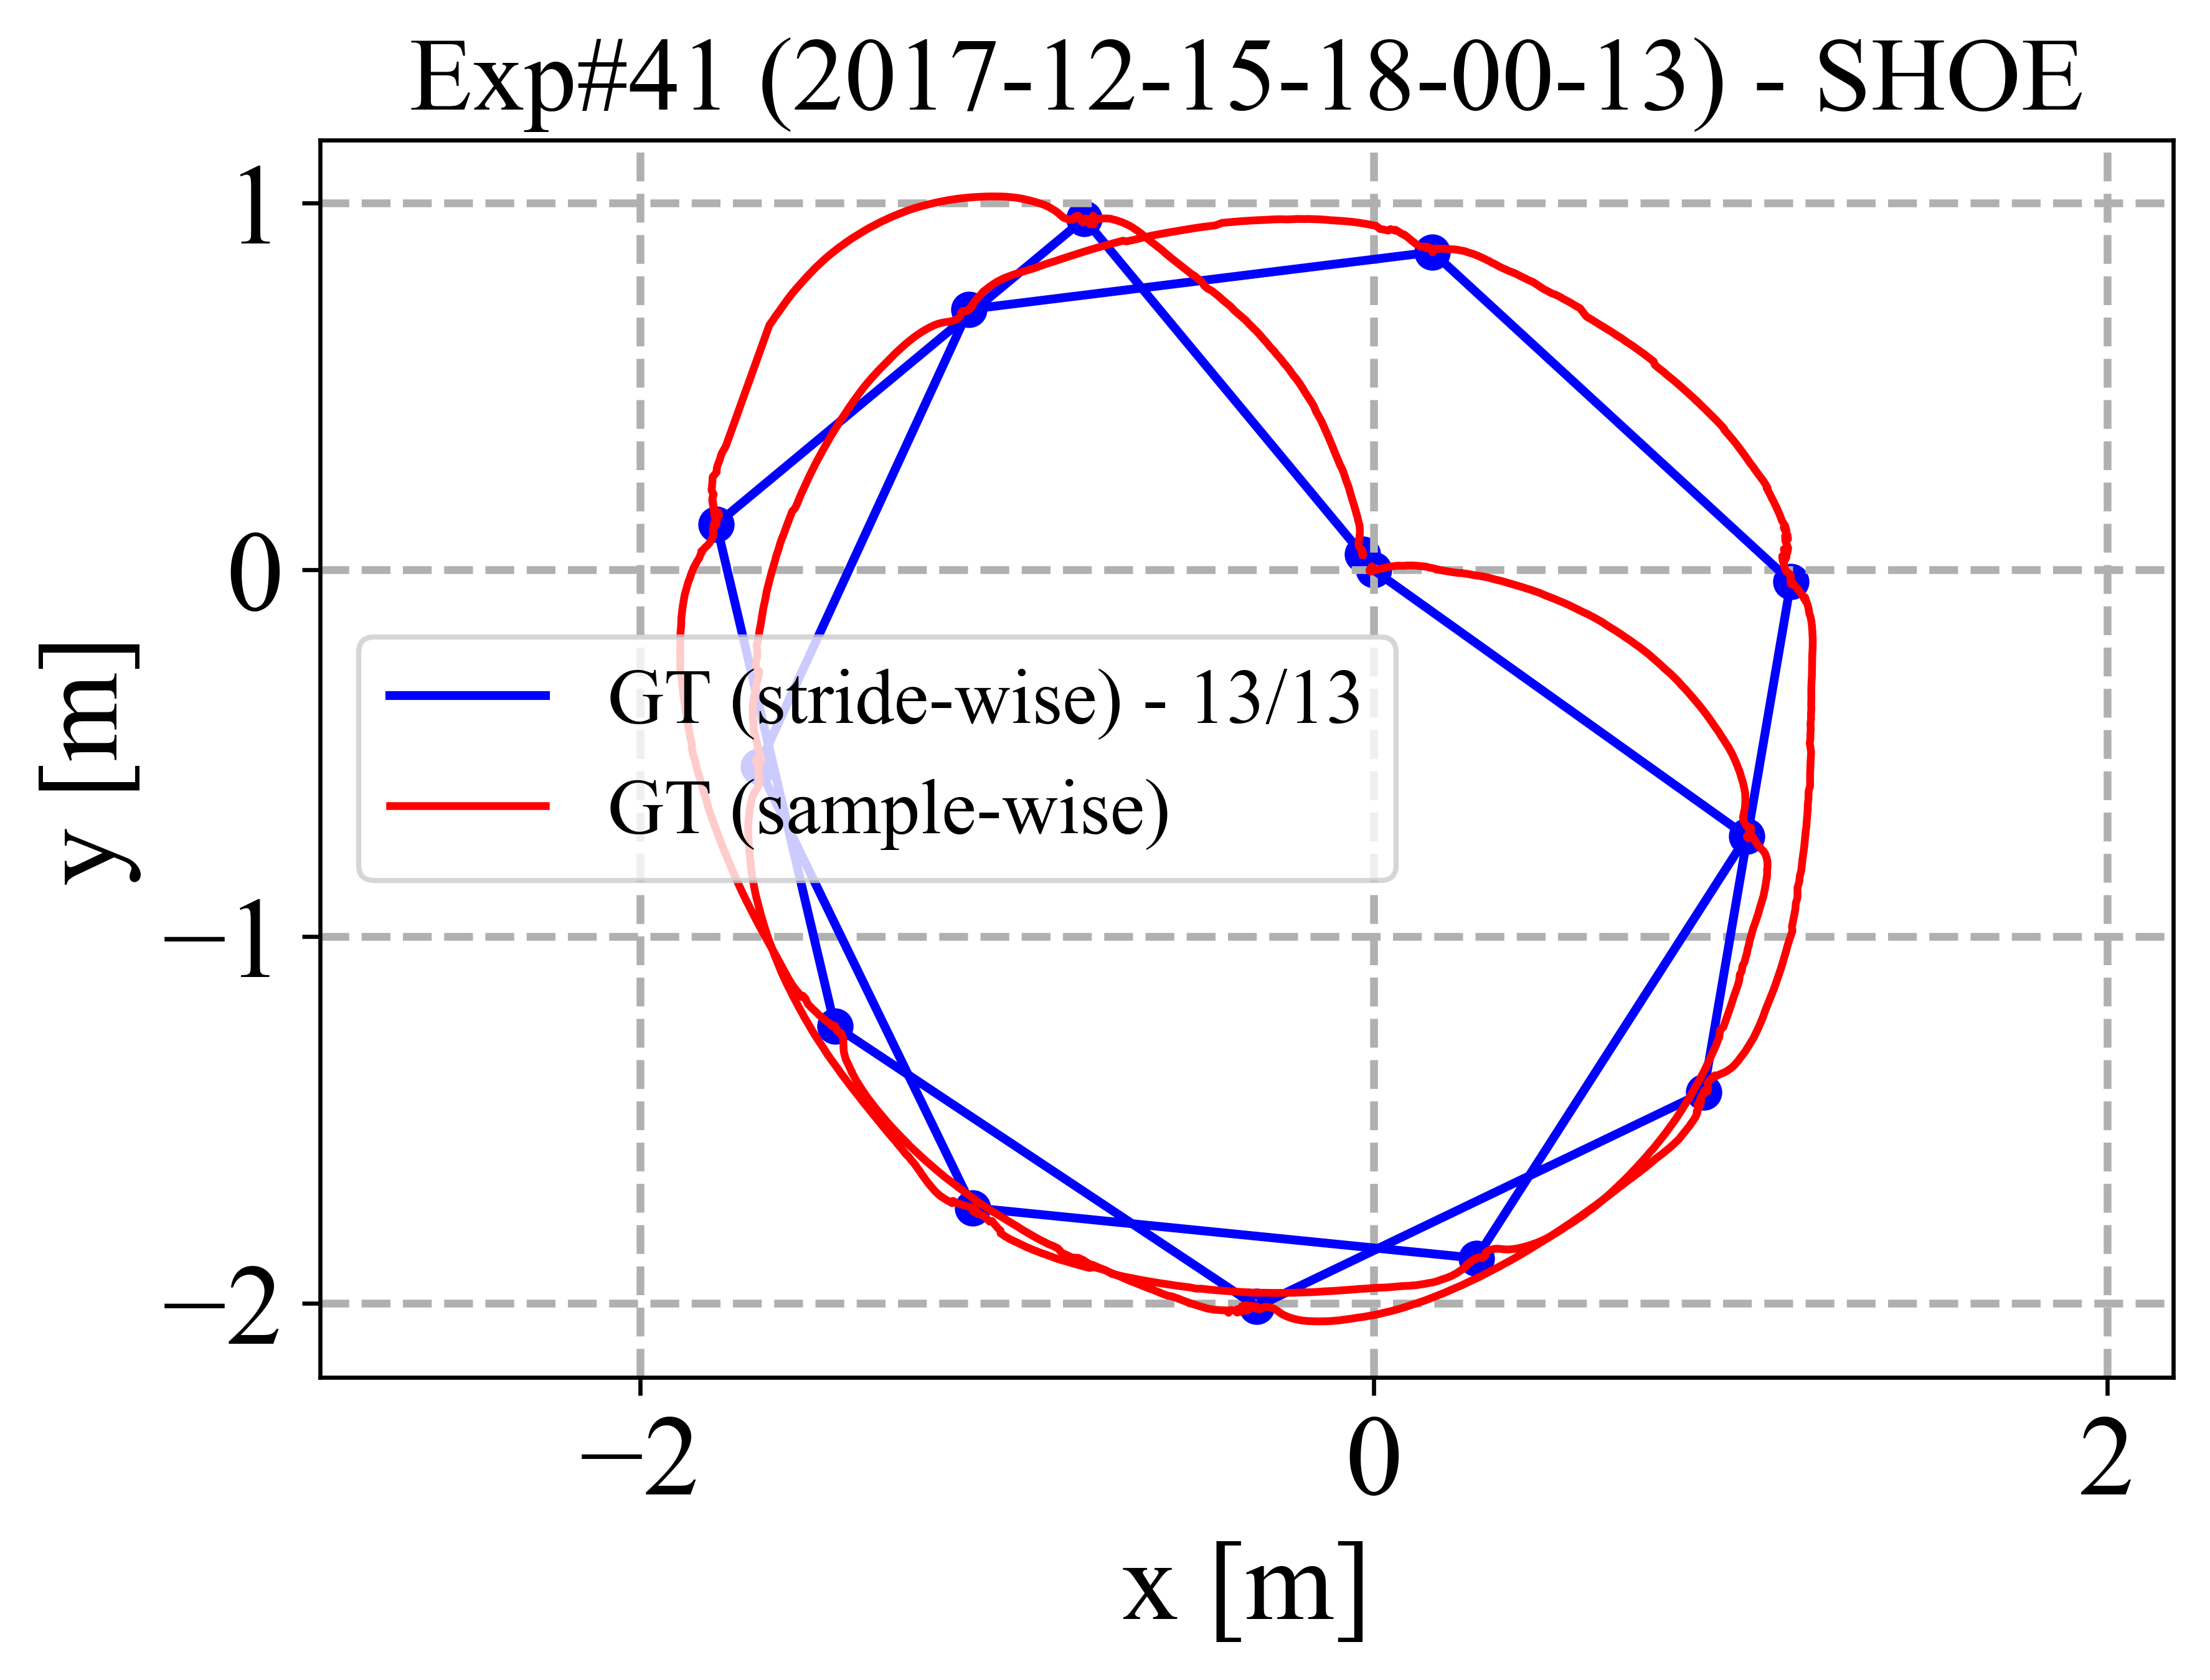 Exp#41 (2017-12-15-18-00-13) - SHOE
1
0
−1
−2
y [m]
GT (stride-wise) - 13/13
GT (sample-wise)
−2
0
2
x [m]